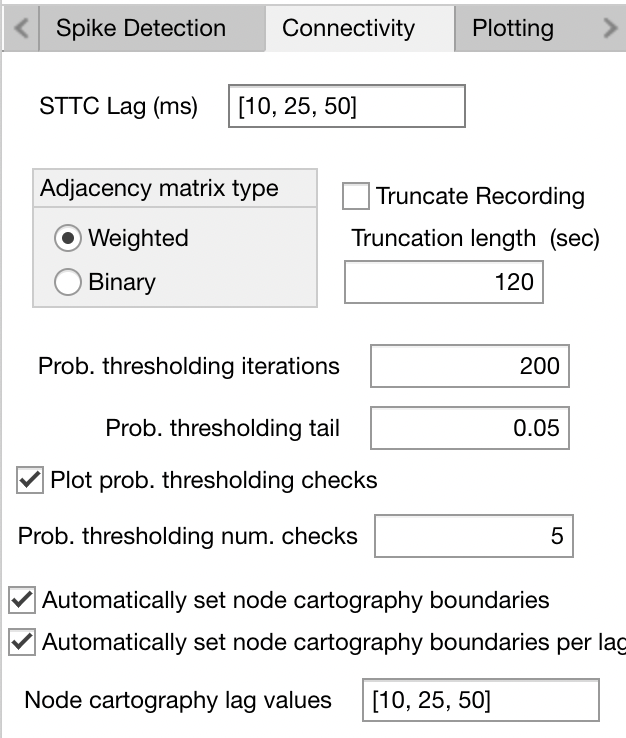 Spike Detection Connectivity Plotting
STTC Lag (ms) [10, 25, 50]
Adjacency matrix type
Truncate Recording
Weighted
Truncation length (sec)
Binary
120
Prob. thresholding iterations 200
Prob. thresholding tail 0.05
Plot prob. thresholding checks
Prob. thresholding num. checks 5
Automatically set node cartography boundaries
Automatically set node cartography boundaries per lag
Node cartography lag values [10, 25, 50]